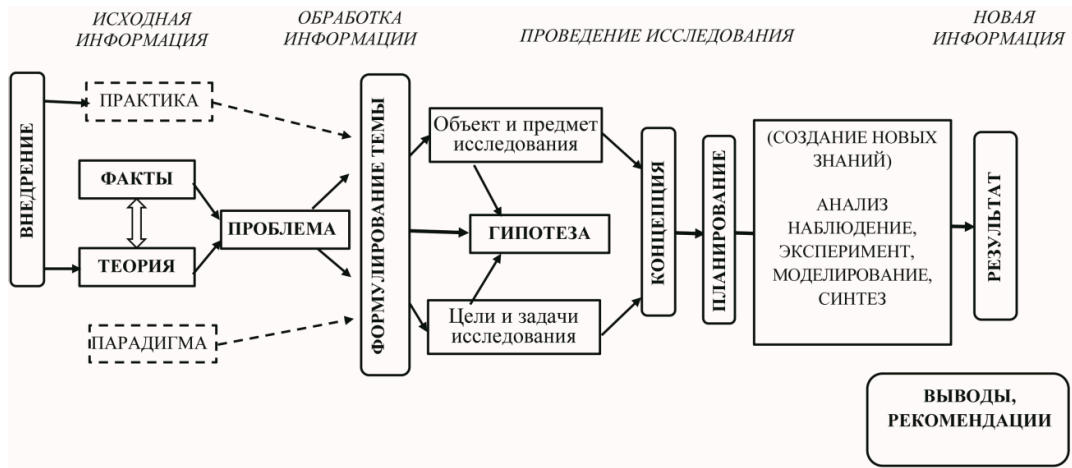 ИСХОДНАЯ
ИНФОРМАЦИЯ
ОБРАБОТКА
ИНФОРМАЦИИ
ПРОВЕДЕНИЕ ИССЛЕДОВАНИЯ
НОВАЯ
ИНФОРМАЦИЯ
ВНЕДРЕНИЕ
ПРАКТИКА
ФАКТЫ
ТЕОРИЯ
ПАРАДИГМА
ПРОБЛЕМА
ФОРМУЛИРОВАНИЕ ТЕМЫ
Объект и предмет
исследования
ГИПОТЕЗА
Цели и задачи
исследования
КОНЦЕПЦИЯ
ПЛАНИРОВАНИЕ
(СОЗДАНИЕ НОВЫХ
ЗНАНИЙ)
АНАЛИЗ
НАБЛЮДЕНИЕ,
ЭКСПЕРИМЕНТ,
МОДЕЛИРОВАНИЕ,
СИНТЕЗ
РЕЗУЛЬТАТ
ВЫВОДЫ,
РЕКОМЕНДАЦИИ